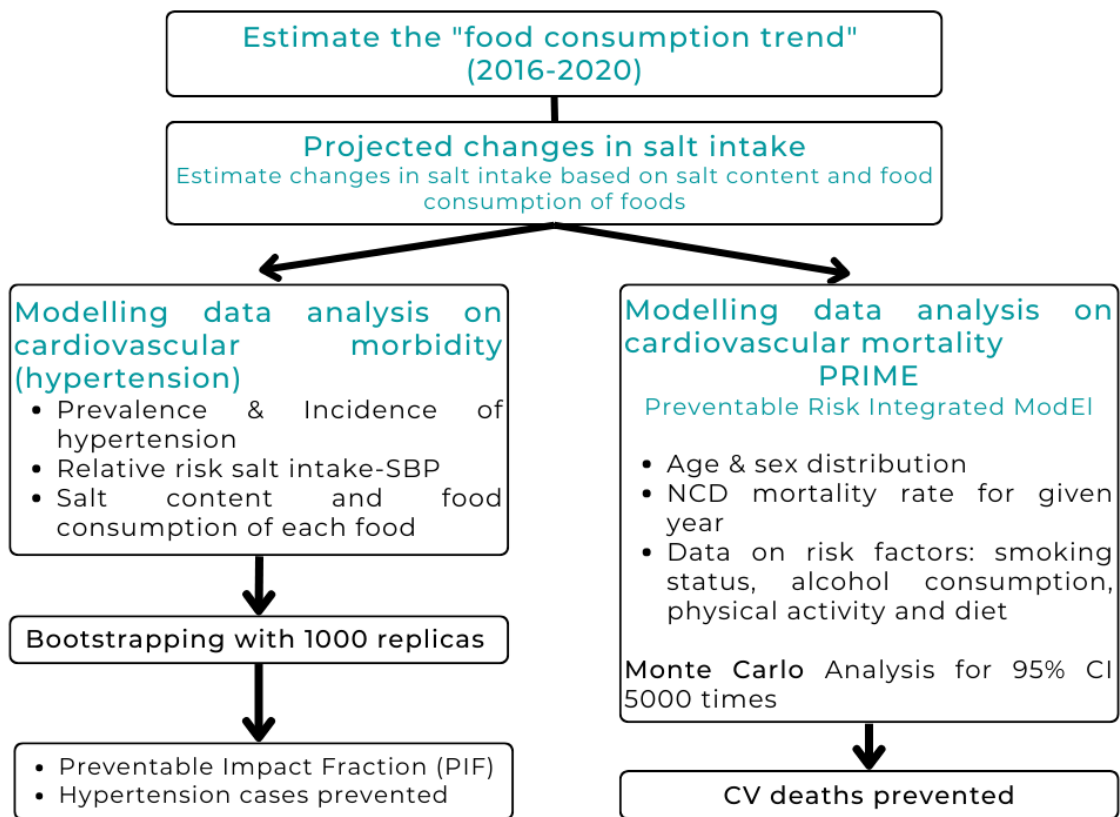 Estimate the "food consumption trend"
(2016-2020)
Projected changes in salt intake
Estimate changes in salt intake based on salt content and food
consumption of foods
Modelling data analysis on
cardiovascular morbidity
(hypertension)
• Prevalence & Incidence of
hypertension
• Relative risk salt intake-SBP
• Salt content and food
consumption of each food
Bootstrapping with 1000 replicas
• Preventable Impact Fraction (PIF)
• Hypertension cases prevented
Modelling data analysis on
cardiovascular mortality
PRIME
Preventable Risk Integrated ModEl
• Age & sex distribution
• NCD mortality rate for given
year
• Data on risk factors: smoking
status, alcohol consumption,
physical activity and diet
Monte Carlo Analysis for 95% CI
5000 times
CV deaths prevented